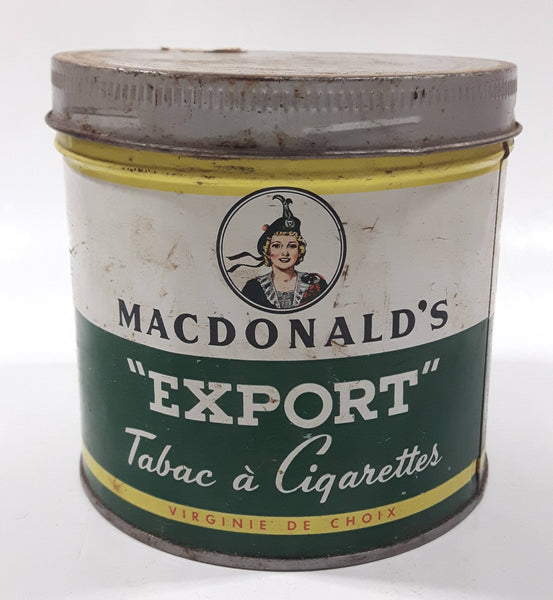 MACDONALD'S
"EXPORT"
Tabac à Cigarettes
VIRGINIE DE CHOIX